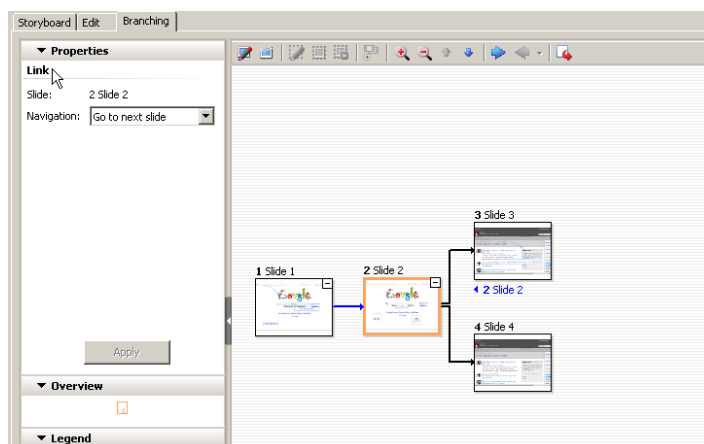 Storyboard Edit Branching
Properties
Link
Slide: 2 Slide 2
Navigation: Go to next slide
Apply
Overview
Legend
1 Slide 1
2 Slide 2
3 Slide 3
2 Slide 2
4 Slide 4